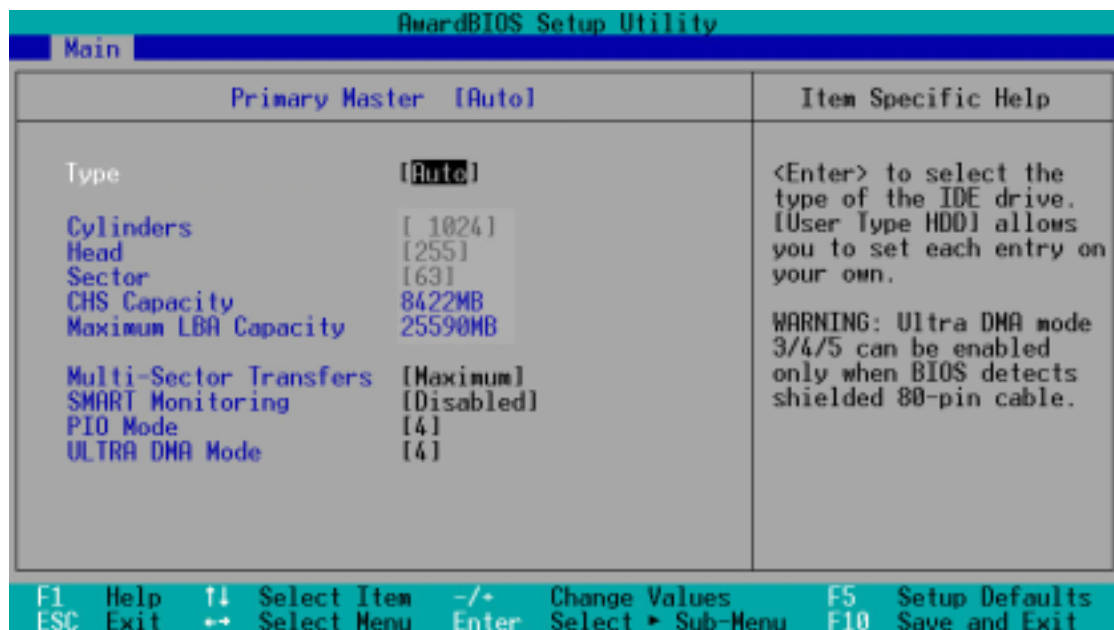 AwardBIOS Setup Utility
Main
Primary Master [Auto]
Item Specific Help
Type [Auto]
Cylinders [ 1024]
Head [255]
Sector [63]
CHS Capacity 8422MB
Maximum LBA Capacity 25590MB
Multi-Sector Transfers [Maximum]
SMART Monitoring [Disabled]
PIO Mode [4]
ULTRA DMA Mode [4]
<Enter> to select the
type of the IDE drive.
[User Type HDD] allows
you to set each entry on
your own.
WARNING: Ultra DMA mode
3/4/5 can be enabled
only when BIOS detects
shielded 80-pin cable.
F1 Help ↑↓ Select Item -/+ Change Values F5 Setup Defaults
ESC Exit ←→ Select Menu Enter Select ► Sub-Menu F10 Save and Exit